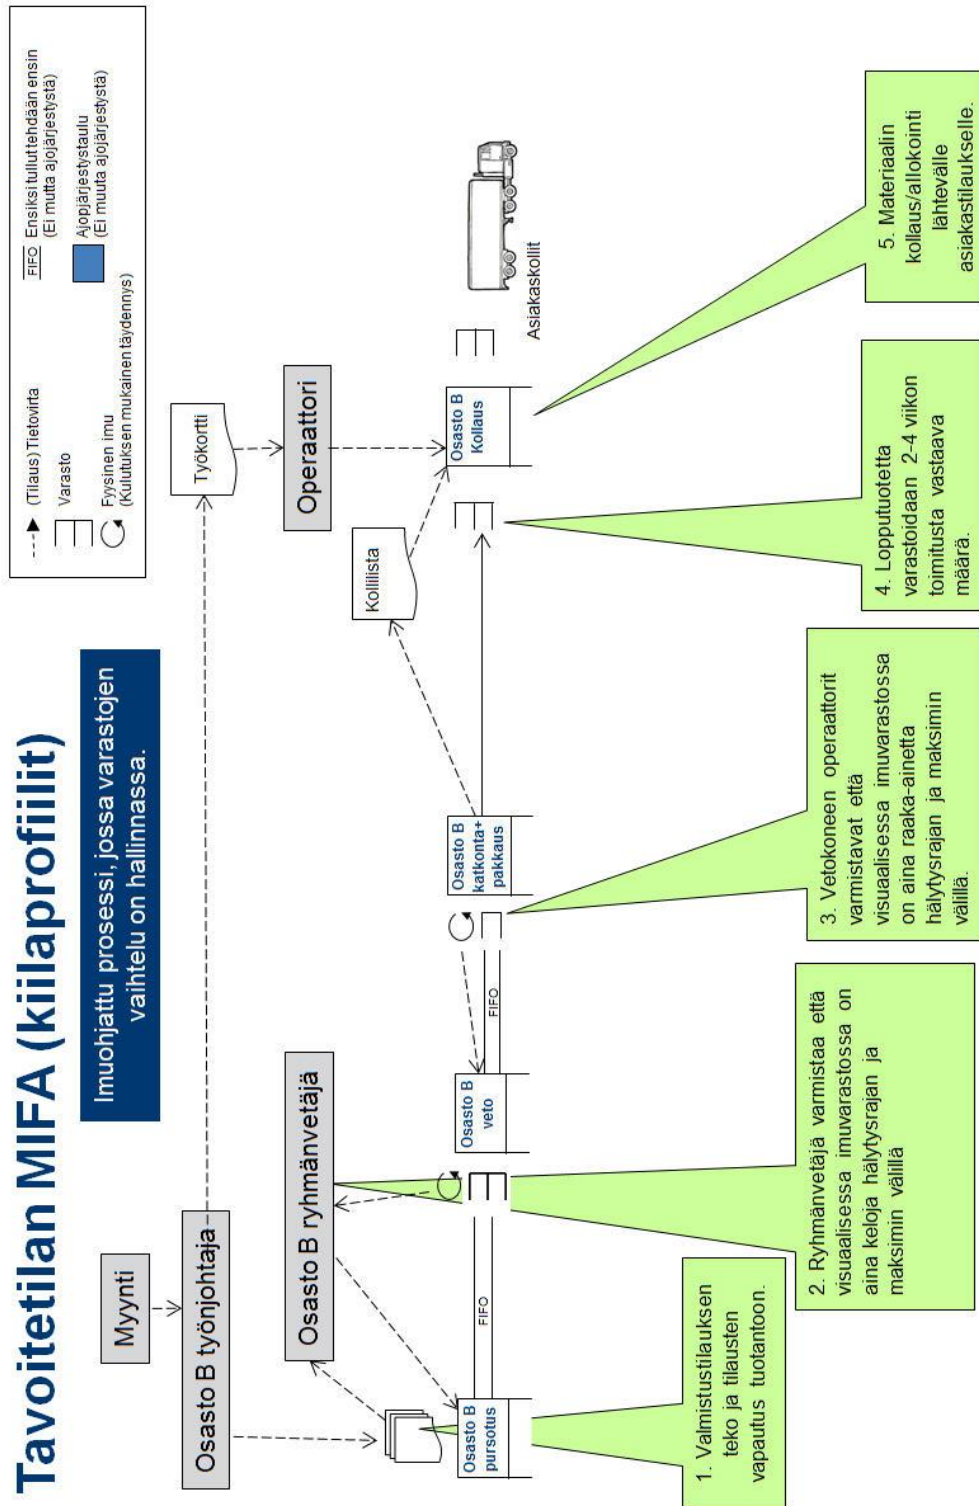 Tavoitetilan MIFA (kiilaprofiilit)
Imuohjattu prosessi, jossa varastojen
vaihtelu on hallinnassa.
(Tilaus) Tietovirta
Varasto
Fyysinen imu
(Kulutuksen mukainen täydennys)
FIFO
Ensiksi tullut tehdään ensin
(Ei mutta ajojärjestystä)
Ajopjärjestystaulu
(Ei muuta ajojärjestystä)
Myynti
Osasto B työnjohtaja
Työkortti
Osasto B ryhmänvetäjä
Operaattori
Kollilista
Osasto B
pursotus
FIFO
Osasto B
veto
FIFO
Osasto B
katkonta+
pakkaus
Osasto B
Kollaus
Asiakaskollit
1. Valmistustilauksen
teko ja tilausten
vapautus tuotantoon.
2. Ryhmänvetäjä varmistaa että
visuaalisessa imuvarastossa on
aina keloja hälytysrajan ja
maksimin välillä
3. Vetokoneen operaattorit
varmistavat että
visuaalisessa imuvarastossa
on aina raaka-ainetta
hälytysrajan ja maksimin
välillä.
4. Lopputuotetta
varastoidaan 2-4 viikon
toimitusta vastaava
määrä.
5. Materiaalin
kollaus/allokointi
lähtevälle
asiakastilaukselle.